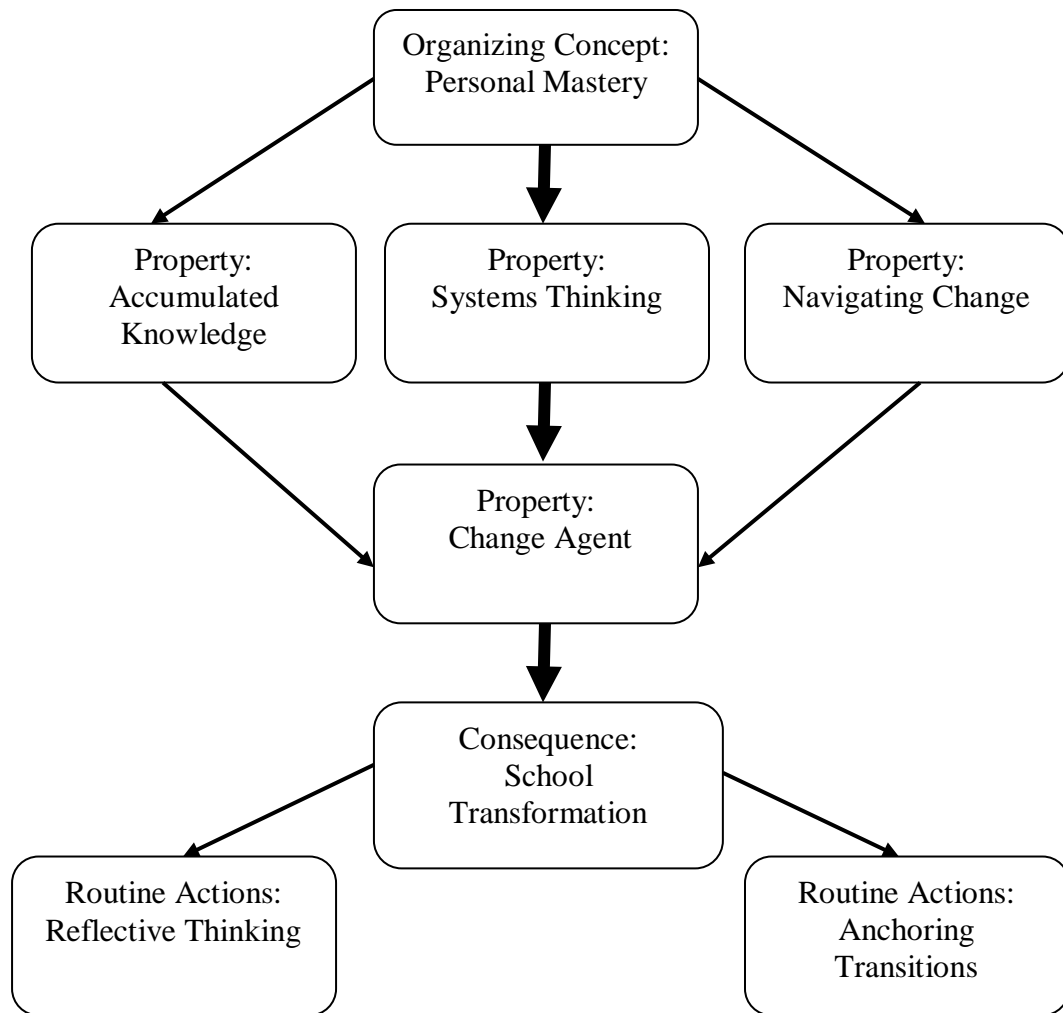 Organizing Concept:
Personal Mastery
Property:
Accumulated
Knowledge
Property:
Systems Thinking
Property:
Navigating Change
Property:
Change Agent
Consequence:
School
Transformation
Routine Actions:
Reflective Thinking
Routine Actions:
Anchoring
Transitions